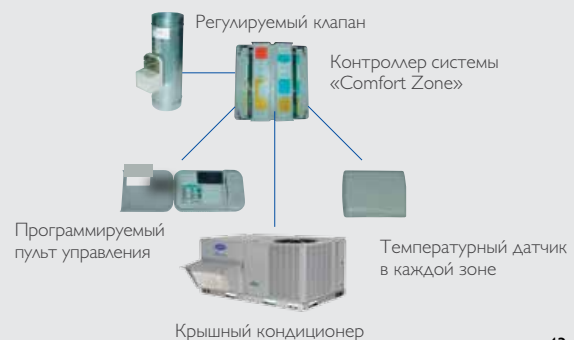 Регулируемый клапан
Контроллер системы
«Comfort Zone»
Программируемый
пульт управления
Температурный датчик
в каждой зоне
Крышный кондиционер